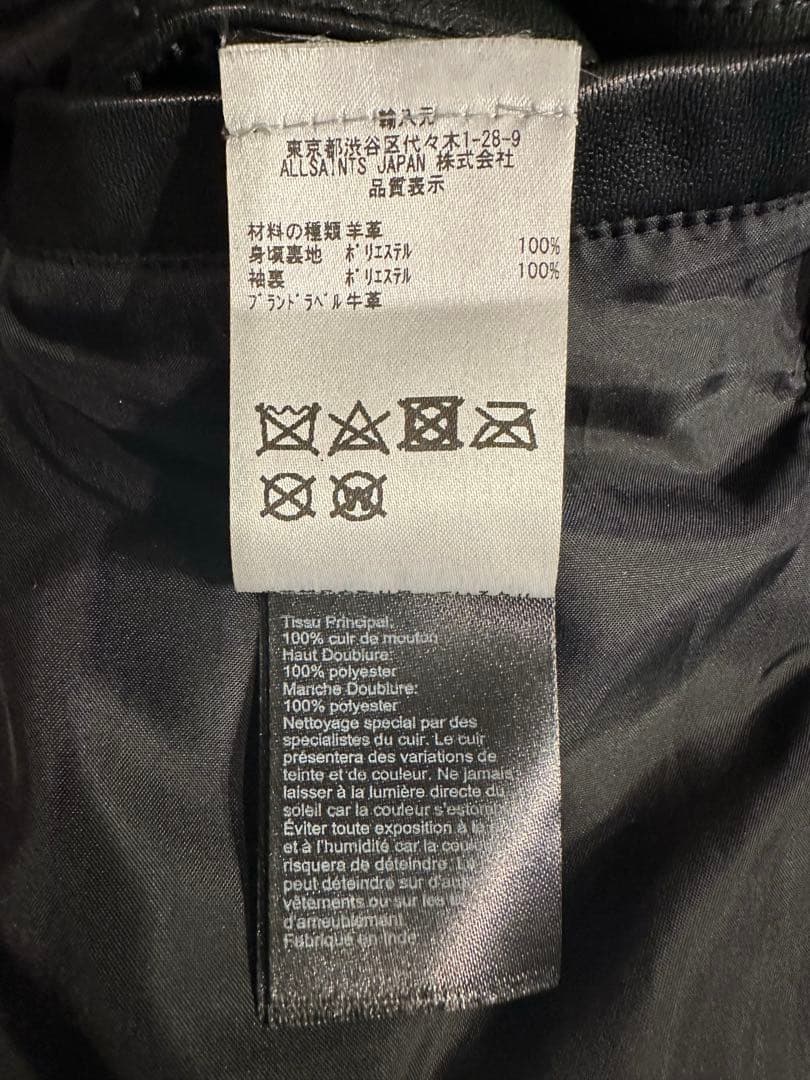 輸入元
東京都渋谷区代々木1-28-9
ALLSAINTS JAPAN 株式会社
品質表示
材料の種類 羊革
身頃裏地 ポリエステル 100%
袖裏 ポリエステル 100%
ブランドラベル 牛革
W
Tissu Principal:
100% cuir de mouton
Haut Doublure:
100% polyester
Manche Doublure:
100% polyester
Nettoyage special par des
specialistes du cuir. Le cuir
présentera des variations de
teinte et de couleur. Ne jamais
laisser à la lumière directe du
soleil car la couleur
Éviter toute exposition à
et à l'humidité car la
risquera de déteindre.
peut déteindre sur
vêtements ou sur les
d'ameublement.
Fabriqué en Inde